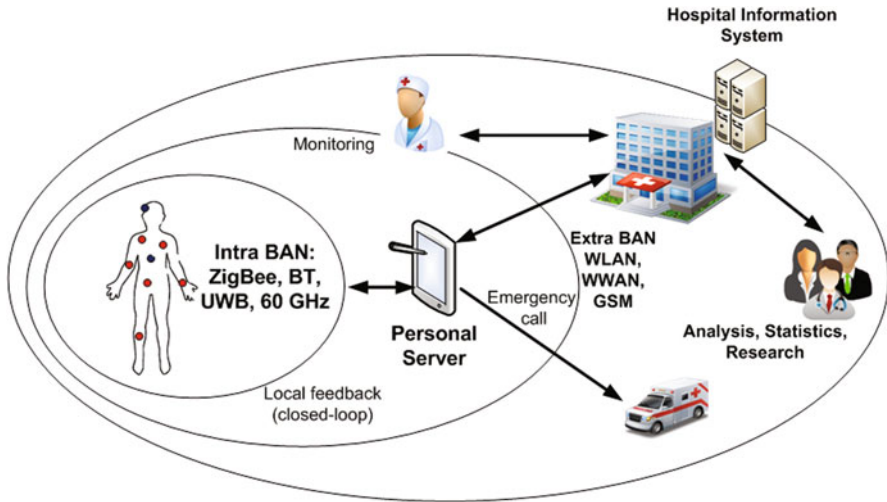 Hospital Information
System
Monitoring
Intra BAN:
ZigBee, BT,
UWB, 60 GHz
Extra BAN
WLAN,
WWAN,
GSM
Emergency
call
Personal
Server
Analysis, Statistics,
Research
Local feedback
(closed-loop)